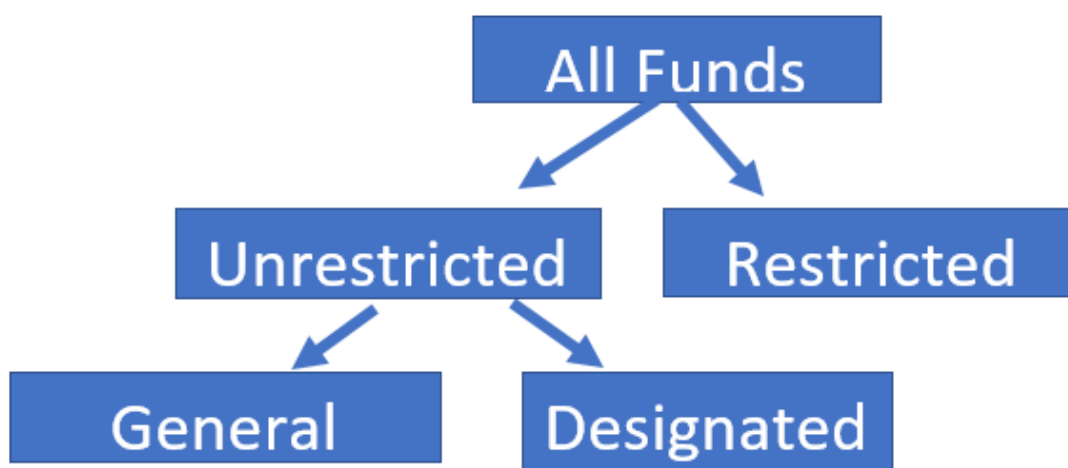 All Funds
Unrestricted
Restricted
General
Designated